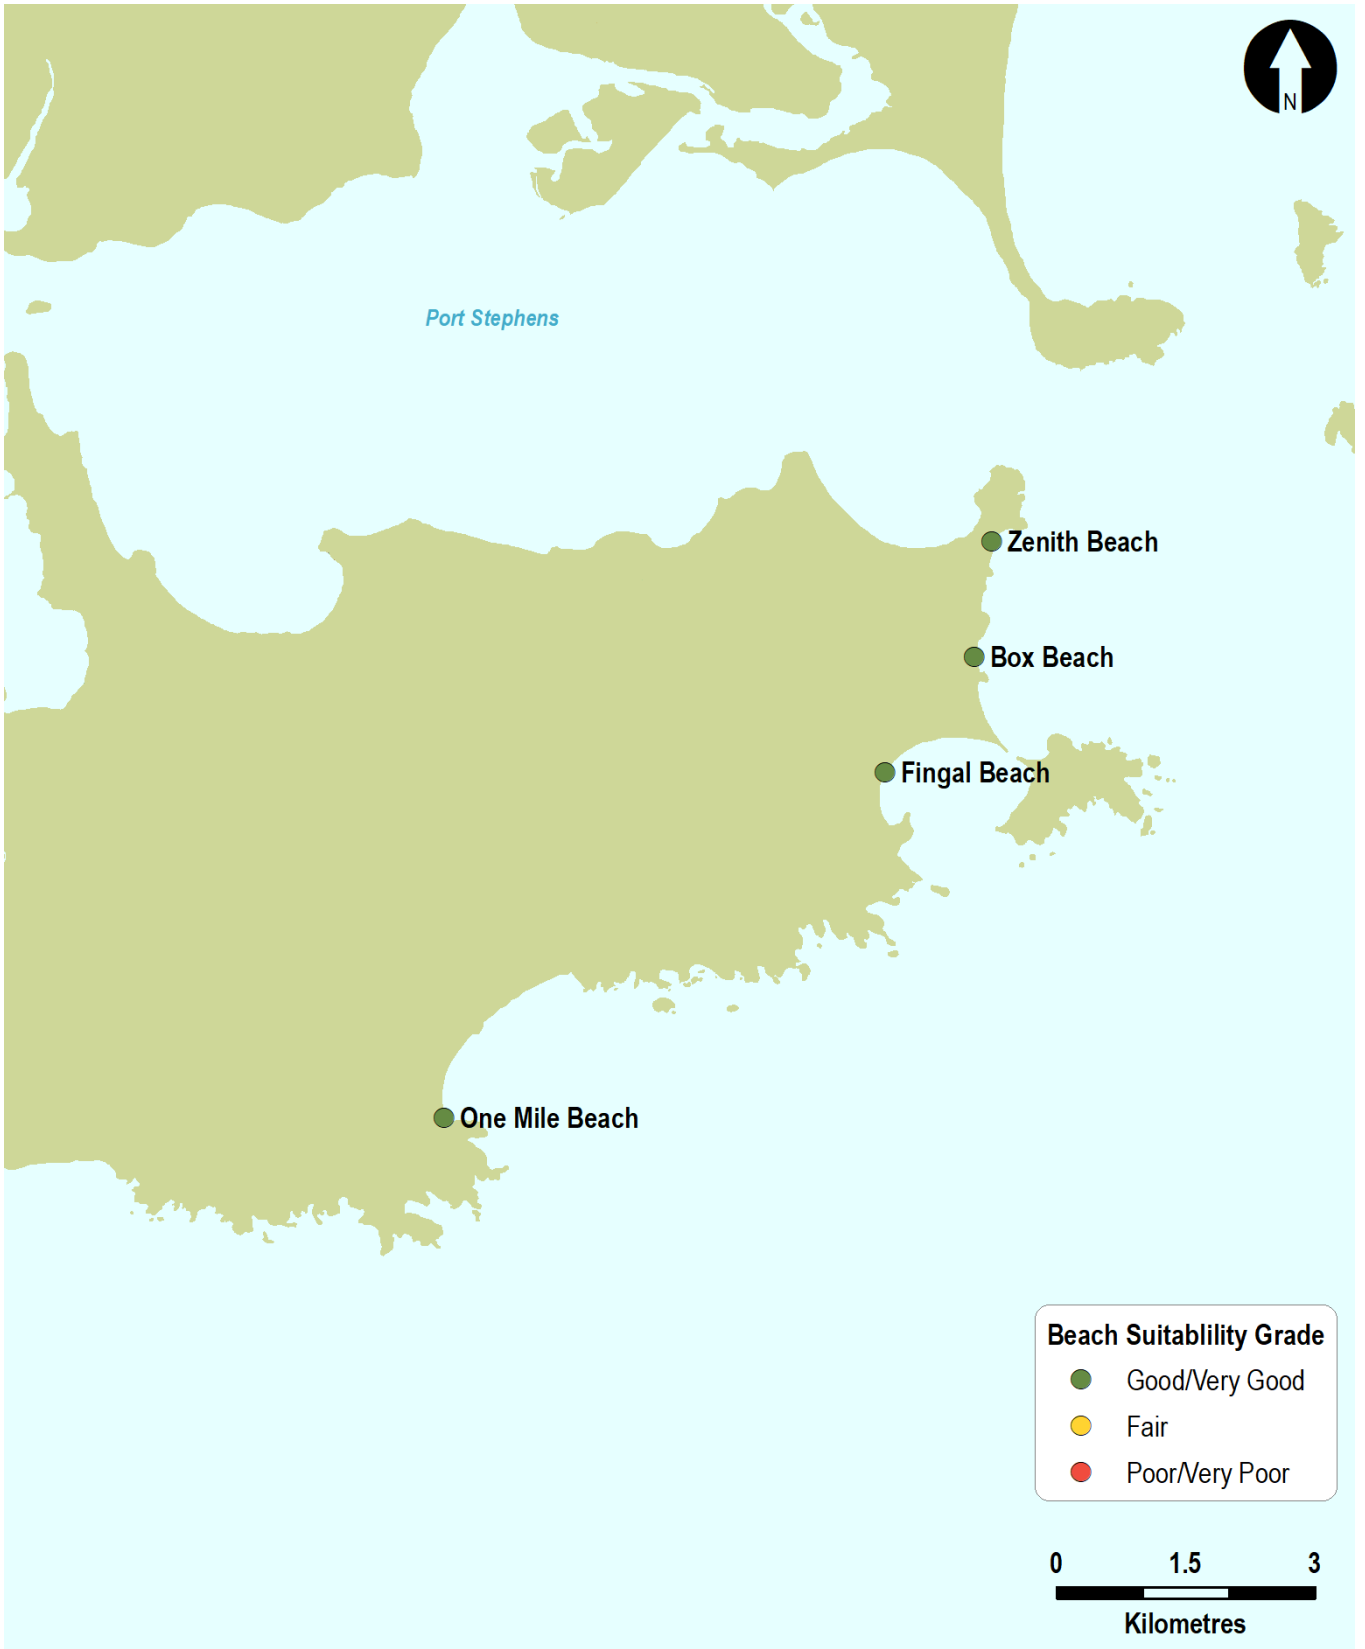 N
Port Stephens
Zenith Beach
Box Beach
Fingal Beach
One Mile Beach
Beach Suitablility Grade
Good/Very Good
Fair
Poor/Very Poor
0 1.5 3
Kilometres